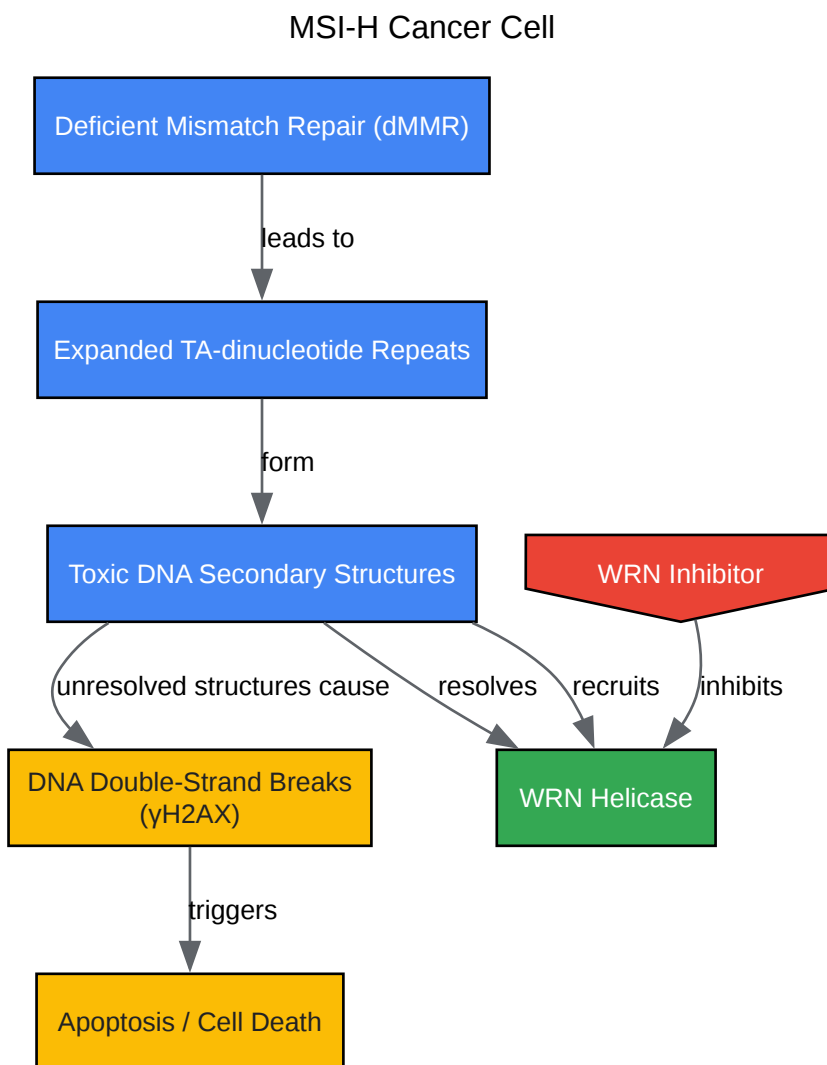 MSI-H Cancer Cell
Deficient Mismatch Repair (dMMR)
leads to
Expanded TA-dinucleotide Repeats
form
Toxic DNA Secondary Structures
WRN Inhibitor
unresolved structures cause
resolves
recruits
inhibits
DNA Double-Strand Breaks
(γH2AX)
WRN Helicase
triggers
Apoptosis / Cell Death